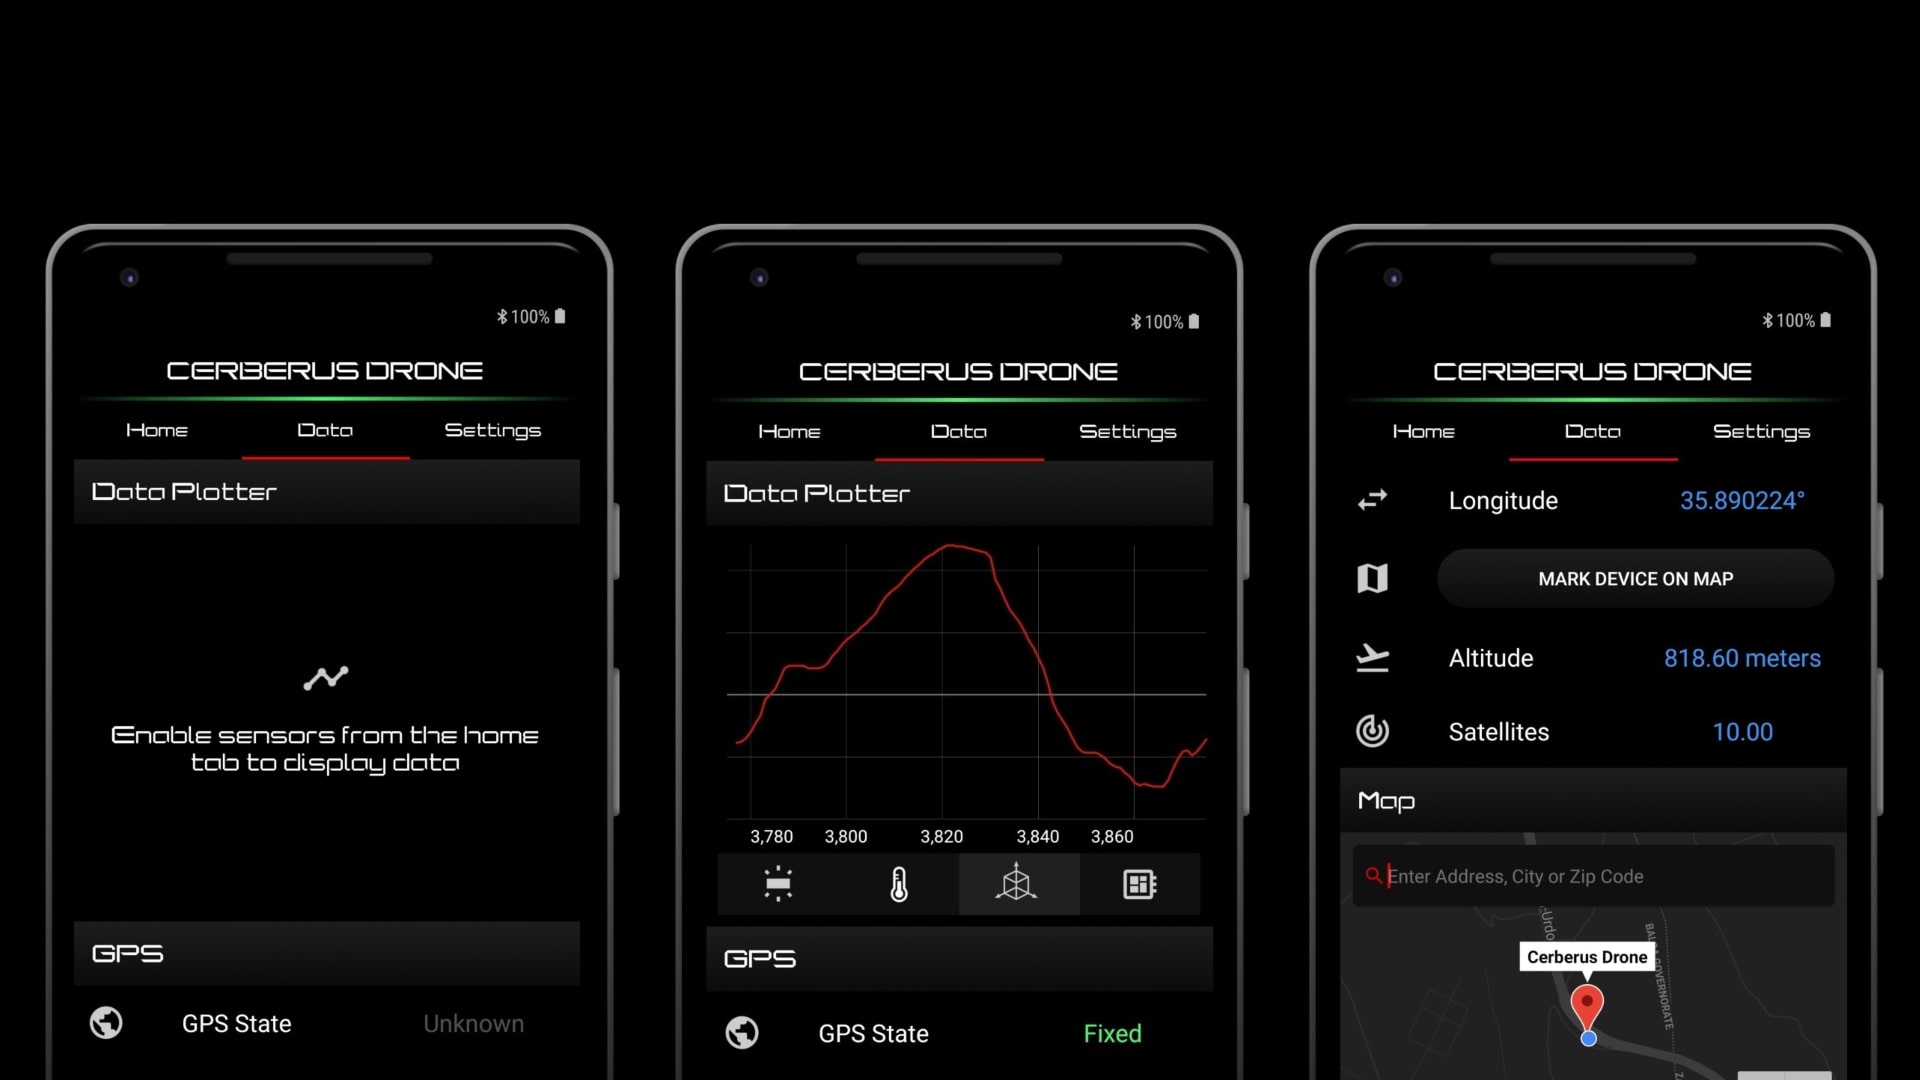 100%
CERBERUS DRONE
Home Data Settings
Data Plotter
Enable sensors from the home
tab to display data
GPS
GPS State Unknown
100%
CERBERUS DRONE
Home Data Settings
Data Plotter
3,780 3,800 3,820 3,840 3,860
GPS
GPS State Fixed
100%
CERBERUS DRONE
Home Data Settings
Longitude 35.890224°
MARK DEVICE ON MAP
Altitude 818.60 meters
Satellites 10.00
Map
Enter Address, City or Zip Code
-Urdo
GOVERNORATE
Cerberus Drone